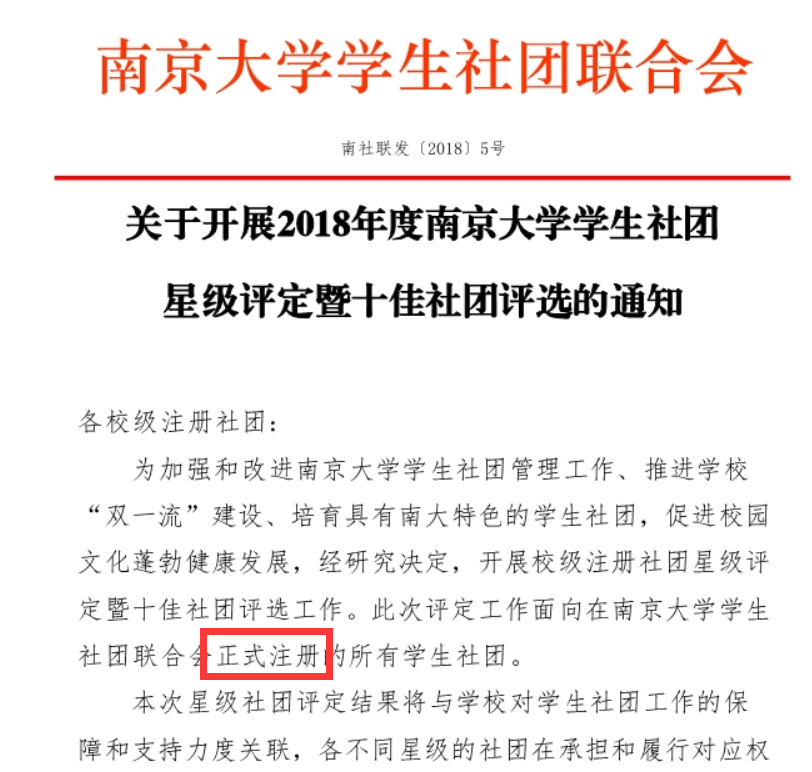 南京大学学生社团联合会
南社联发〔2018〕5号
关于开展2018年度南京大学学生社团
星级评定暨十佳社团评选的通知
各校级注册社团：
为加强和改进南京大学学生社团管理工作、推进学校
“双一流”建设、培育具有南大特色的学生社团，促进校园
文化蓬勃健康发展，经研究决定，开展校级注册社团星级评
定暨十佳社团评选工作。此次评定工作面向在南京大学学生
社团联合会正式注册的所有学生社团。
本次星级社团评定结果将与学校对学生社团工作的保
障和支持力度关联，各不同星级的社团在承担和履行对应权